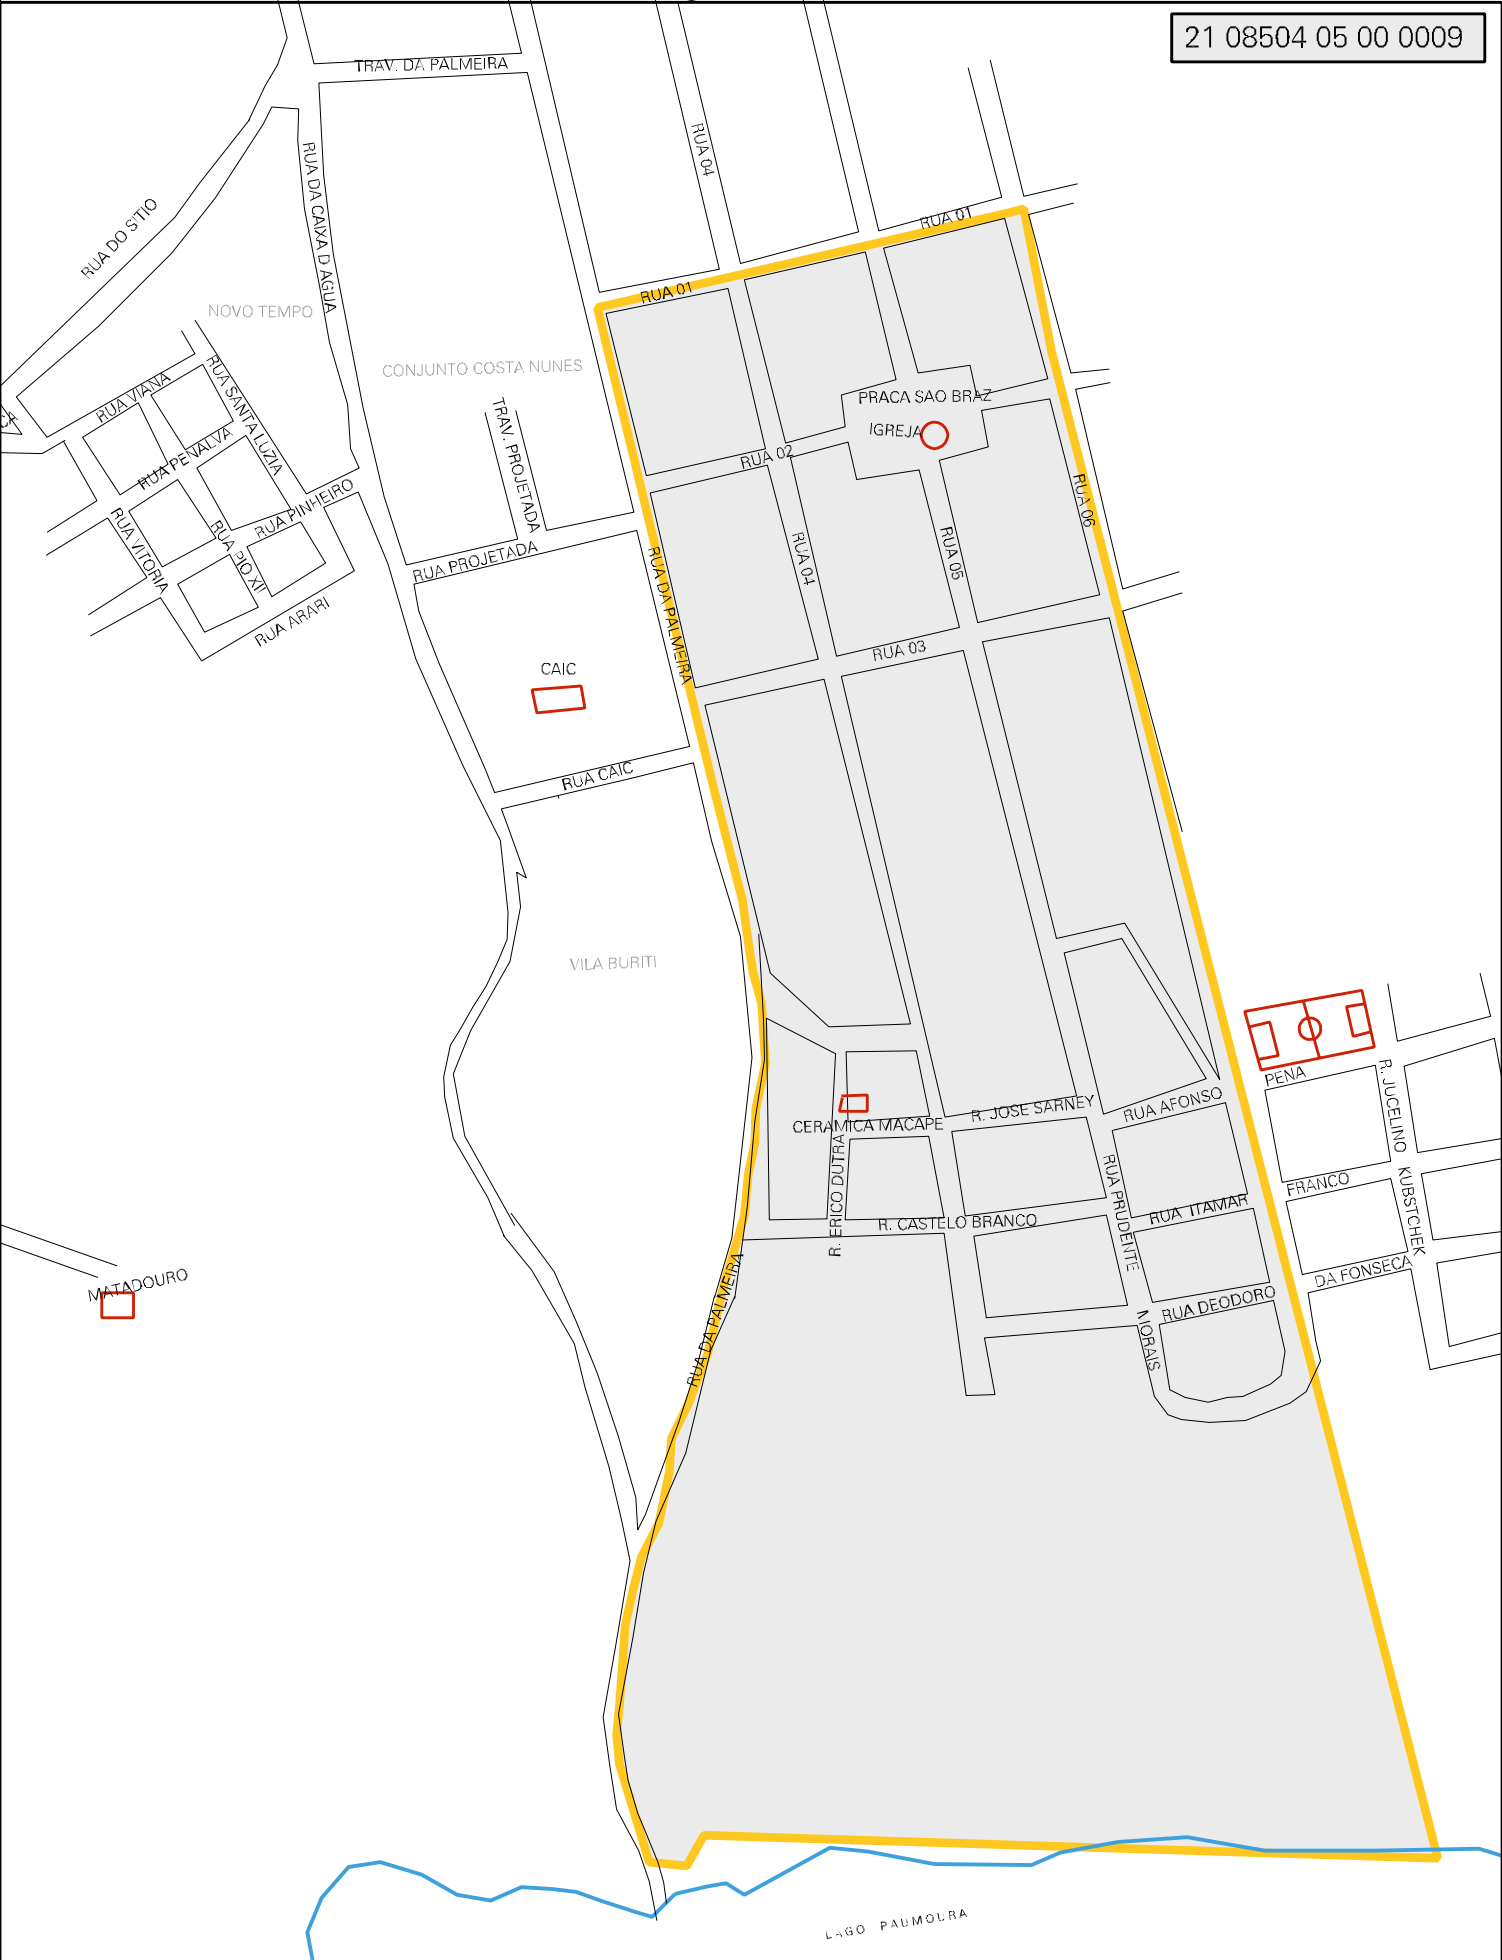 21 08504 05 00 0009
TRAV. DA PALMEIRA
RUA 04
RUA DA CAIXA D AGUA
RUA DO SITIO
RUA 01
RUA 01
NOVO TEMPO
CONJUNTO COSTA NUNES
RUA VIANA
RUA SANTA LUZIA
PRACA SAO BRAZ
IGREJA
TRAV. PROJETADA
RUA PENALVA
RUA 02
RUA PINHEIRO
RUA 06
RUA VITORIA
RUA PIO XII
RUA PROJETADA
RUA 04
RUA 05
RUA DA PALMEIRA
RUA ARARI
RUA 03
CAIC
RUA CAIC
VILA BURITI
PENA
R. JUCELINO KUBSTCHEK
R. JOSE SARNEY
RUA AFONSO
CERAMICA MACAPE
R. ERICO DUTRA
RUA PRUDENTE MORAIS
FRANCO
RUA ITAMAR
R. CASTELO BRANCO
DA FONSECA
MATADOURO
RUA DEODORO
RUA DA PALMEIRA
LAGO PAUMOURA